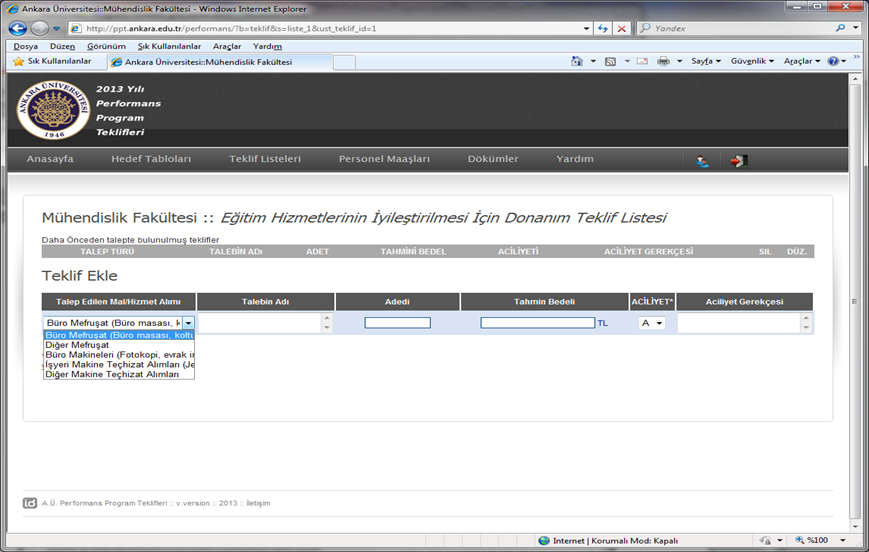 Ankara Üniversitesi::Mühendislik Fakültesi - Windows Internet Explorer
http://ppt.ankara.edu.tr/performans/?b=teklif&s=liste_1&ust_teklif_id=1
Yandex
Dosya Düzen Görünüm Sık Kullanılanlar Araçlar Yardım
Sık Kullanılanlar
Ankara Üniversitesi::Mühendislik Fakültesi
Sayfa Güvenlik Araçlar
ANKARA ÜNİVERSİTESİ
1946
2013 Yılı
Performans
Program
Teklifleri
Anasayfa Hedef Tabloları Teklif Listeleri Personel Maaşları Dökümler Yardım
Mühendislik Fakültesi :: Eğitim Hizmetlerinin İyileştirilmesi İçin Donanım Teklif Listesi
Daha Önceden talepte bulunulmuş teklifler
TALEP TÜRÜ TALEBİN ADı ADET TAHMİNİ BEDEL ACİLİYETİ ACİLİYET GEREKÇESİ SIL DÜZ.
Teklif Ekle
Talep Edilen Mal/Hizmet Alımı Talebin Adı Adedi Tahmin Bedeli ACİLİYET* Aciliyet Gerekçesi
Büro Mefruşat (Büro masası, k TL A
Büro Mefruşat (Büro masası, koltu
Diğer Mefruşat
Büro Makineleri (Fotokopi, evrak ir
İşyeri Makine Teçhizat Alımları (Je
Diğer Makine Teçhizat Alımları
id A.Ü. Performans Program Teklifleri :: v.version :: 2013 :: İletişim
Internet | Korumalı Mod: Kapalı
%100